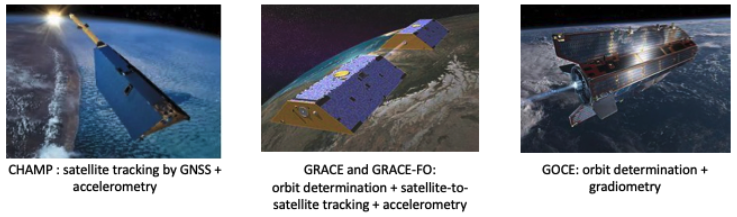 CHAMP : satellite tracking by GNSS +
accelerometry
GRACE and GRACE-FO:
orbit determination + satellite-to-
satellite tracking + accelerometry
GOCE: orbit determination +
gradiometry